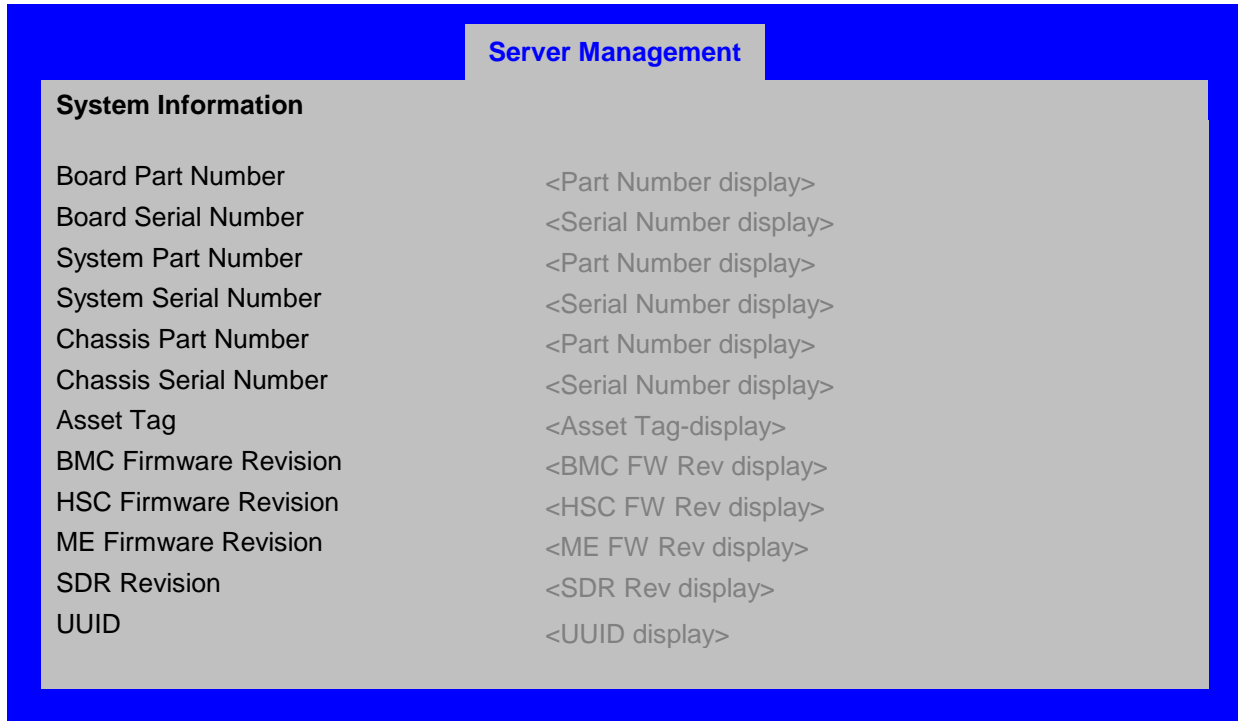 Server Management
System Information
Board Part Number <Part Number display>
Board Serial Number <Serial Number display>
System Part Number <Part Number display>
System Serial Number <Serial Number display>
Chassis Part Number <Part Number display>
Chassis Serial Number <Serial Number display>
Asset Tag <Asset Tag-display>
BMC Firmware Revision <BMC FW Rev display>
HSC Firmware Revision <HSC FW Rev display>
ME Firmware Revision <ME FW Rev display>
SDR Revision <SDR Rev display>
UUID <UUID display>